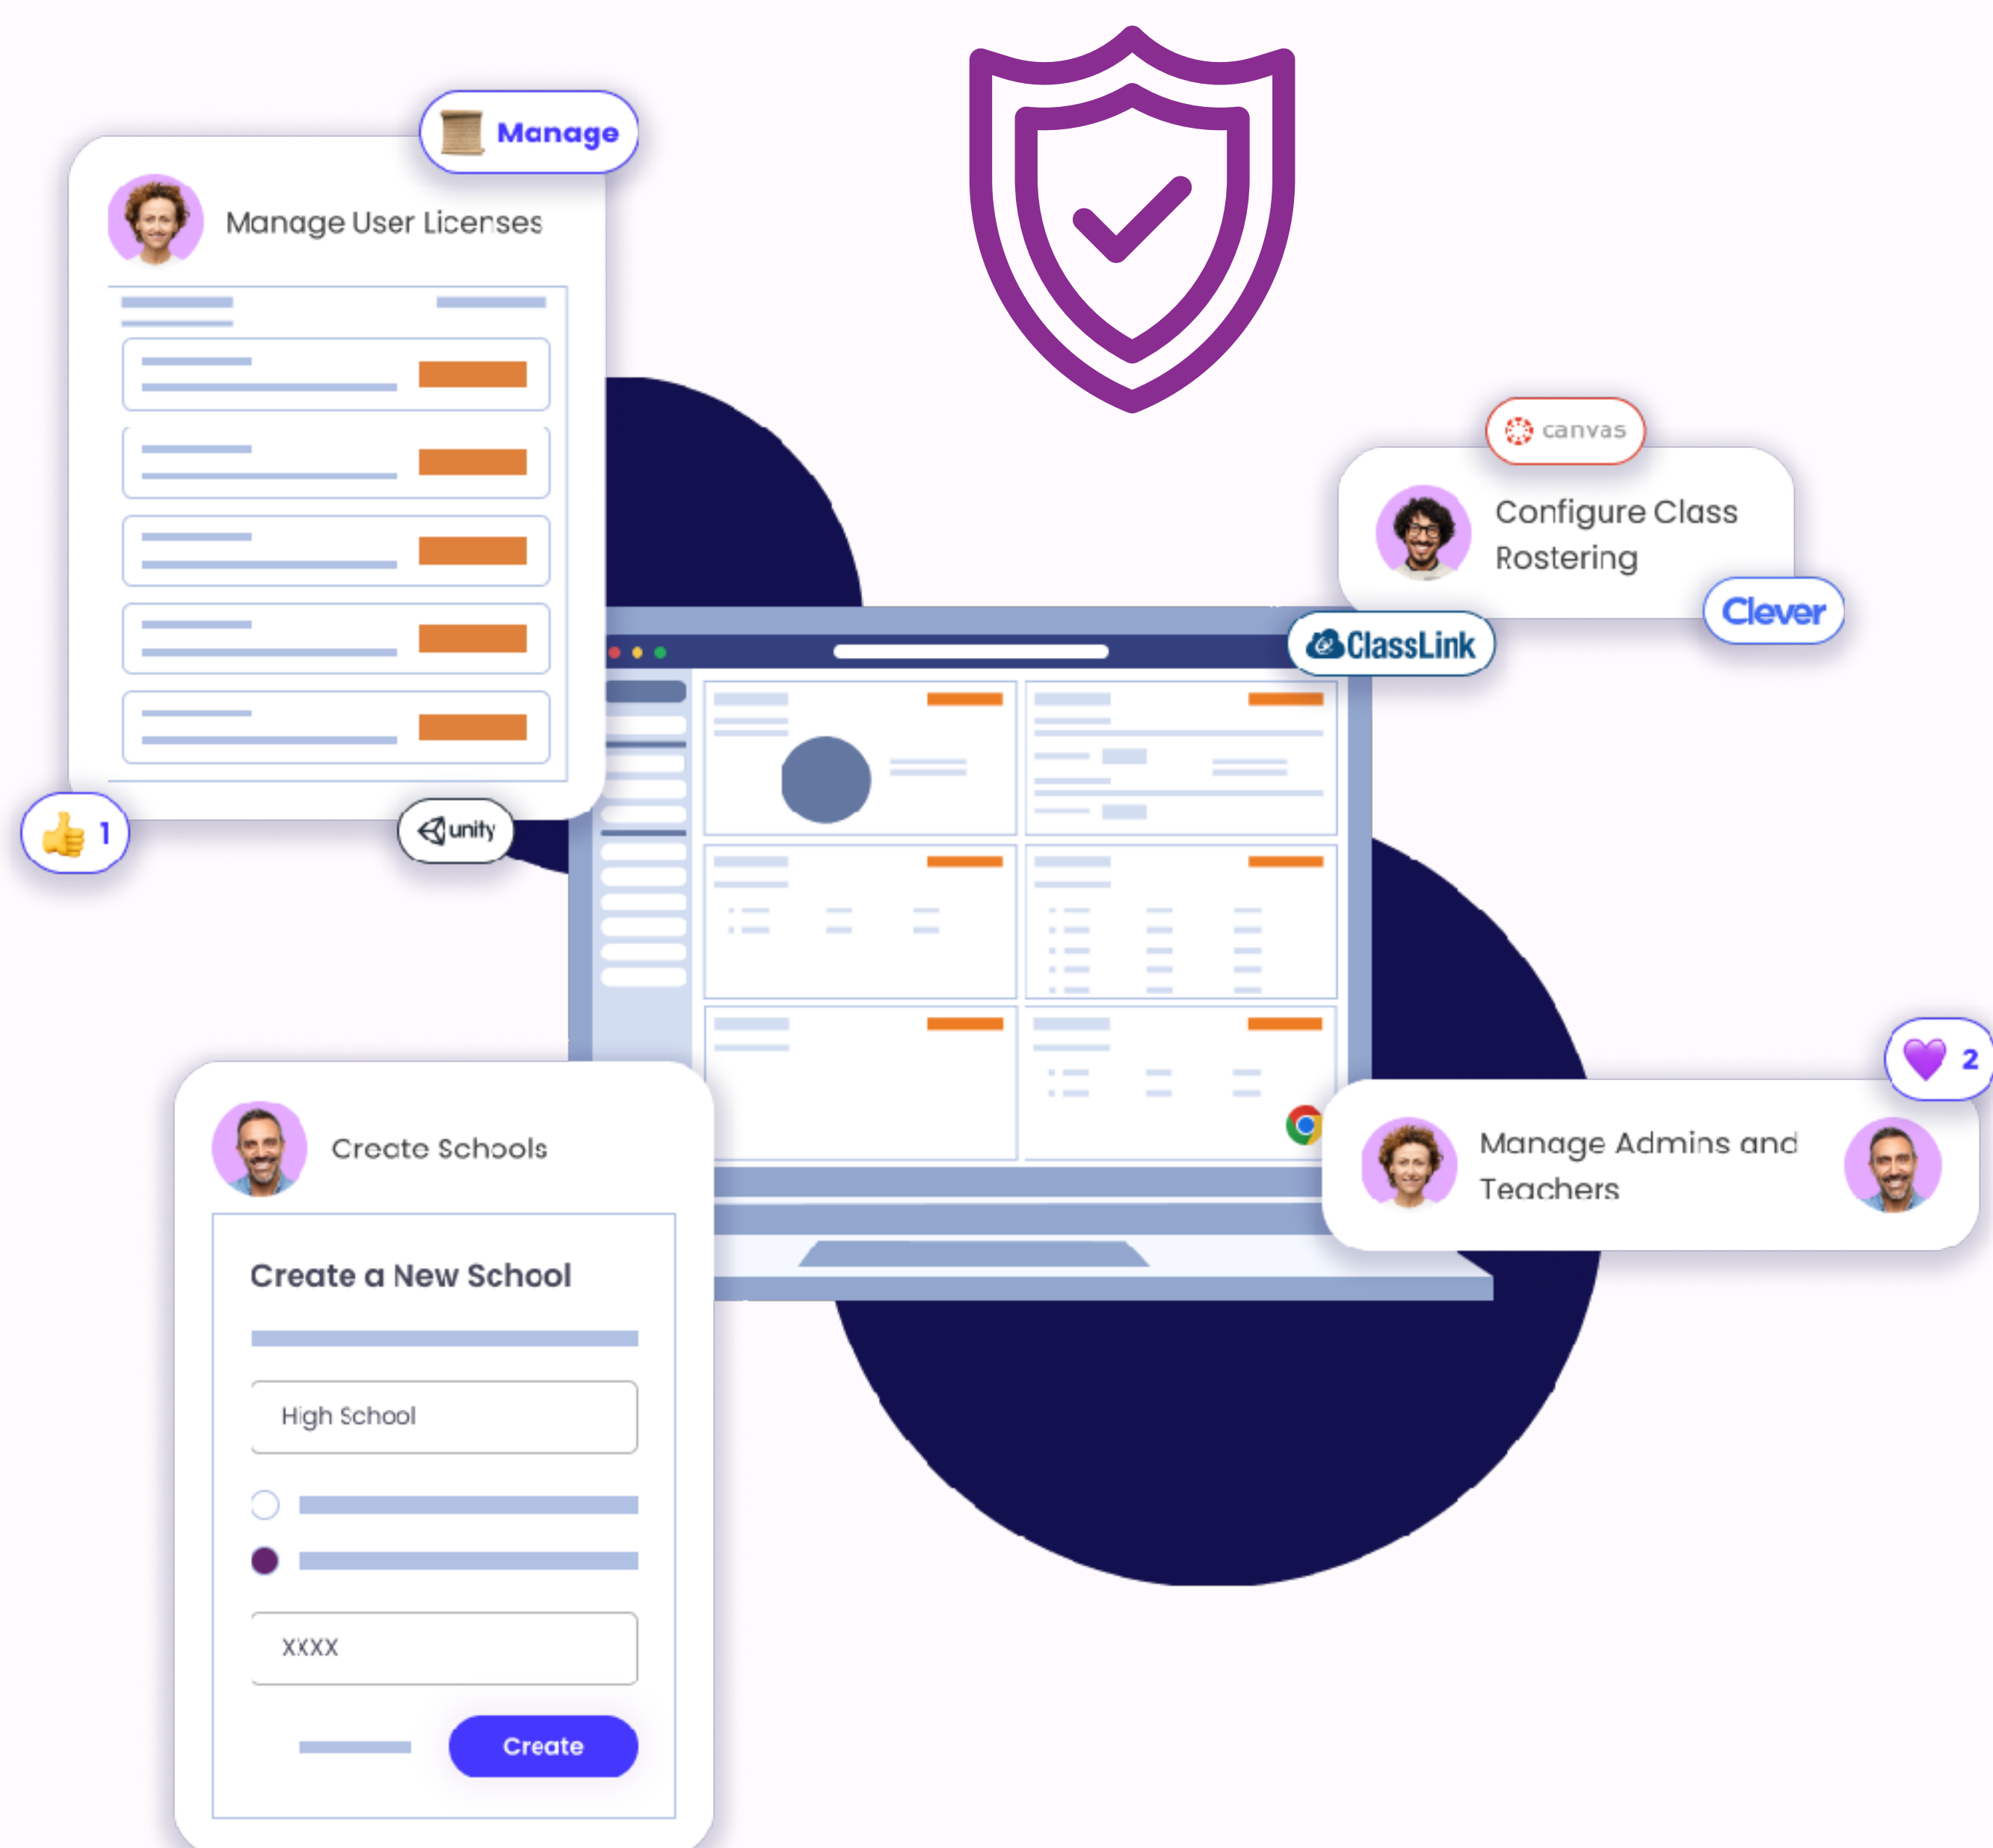 Manage
Manage User Licenses
1
unity
canvas
Configure Class
Rostering
Clever
ClassLink
2
Manage Admins and
Teachers
Create Schools
Create a New School
High School
XXXX
Create